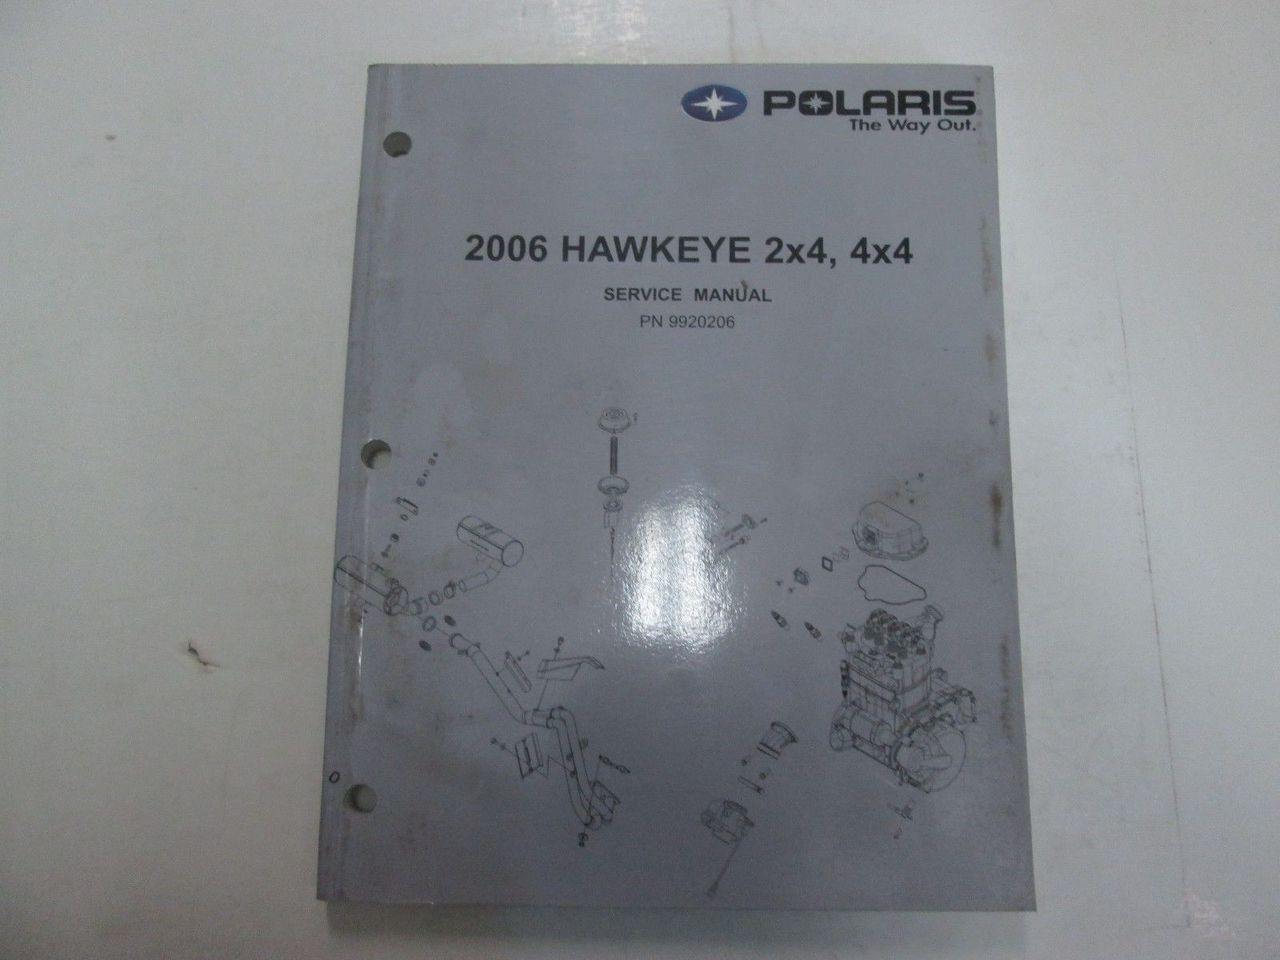 POLARIS
The Way Out.
2006 HAWKEYE 2x4, 4x4
SERVICE MANUAL
PN 9920206